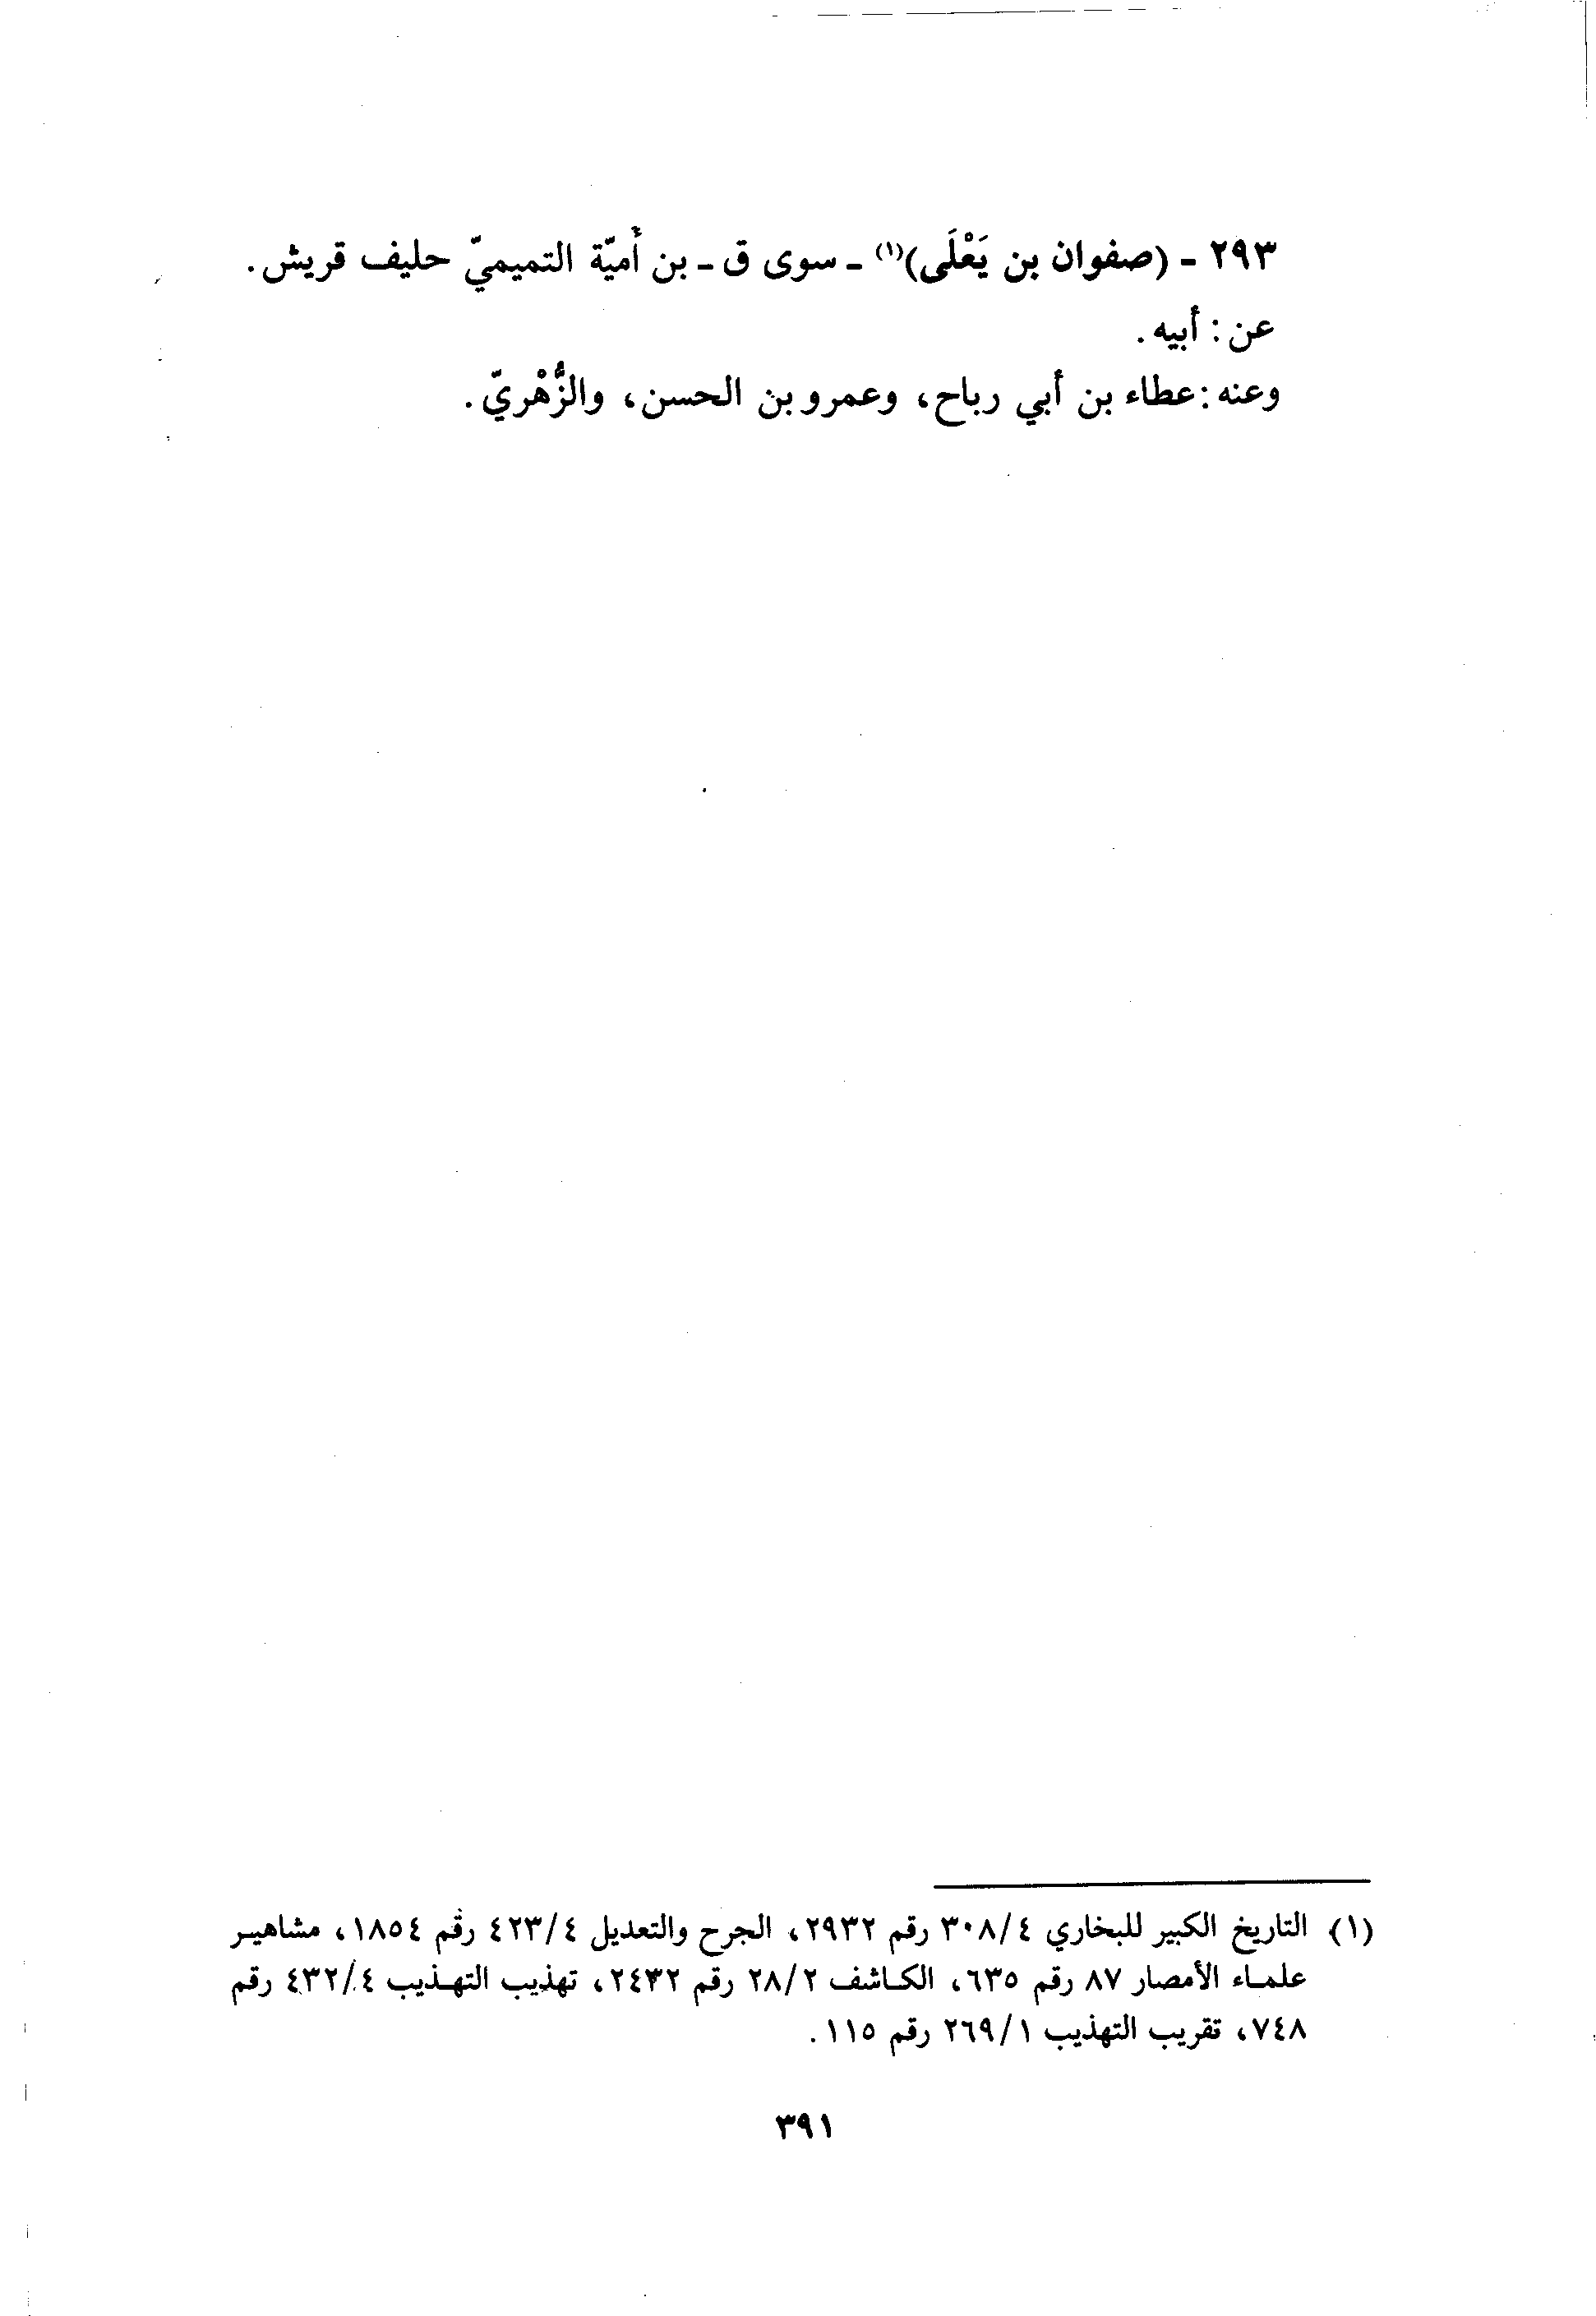 ٢٩٣ - (صفوان بن يَعْلَى)(١) - سوى ق - بن أُميّة التميميّ حليف قريش.
عن: أبيه.
وعنه: عطاء بن أبي رباح، وعمرو بن الحسن، والزُّهْريّ.
(١) التاريخ الكبير للبخاري ٣٠٨/٤ رقم ٢٩٣٢، الجرح والتعديل ٤٢٣/٤ رقم ١٨٥٤، مشاهير
علماء الأمصار ٨٧ رقم ٦٣٥، الكاشف ٢٨/٢ رقم ٢٤٣٢، تهذيب التهذيب ٤٣٢/٤ رقم
٧٤٨، تقريب التهذيب ٢٦٩/١ رقم ١١٥.
٣٩١